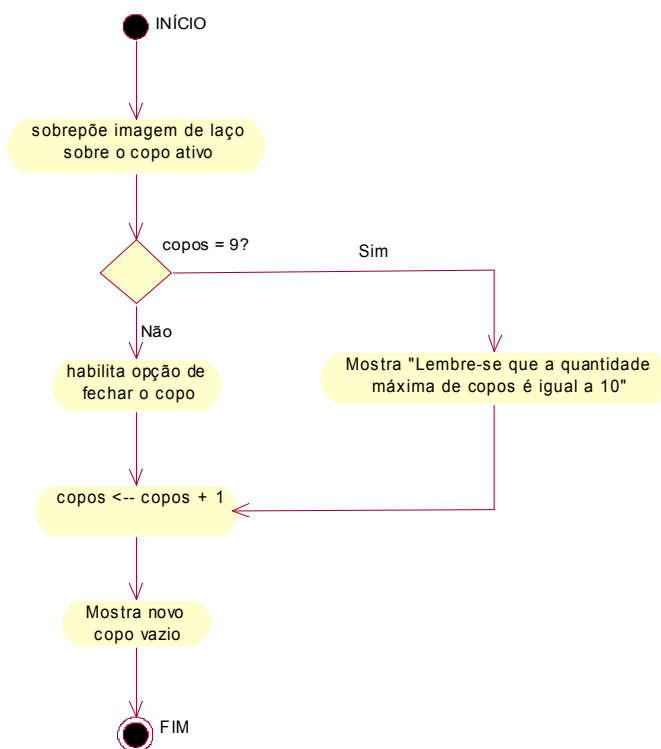 INÍCIO
sobrepõe imagem de laço
sobre o copo ativo
copos = 9?
Sim
Não
habilita opção de
fechar o copo
Mostra "Lembre-se que a quantidade
máxima de copos é igual a 10"
copos <-- copos + 1
Mostra novo
copo vazio
FIM